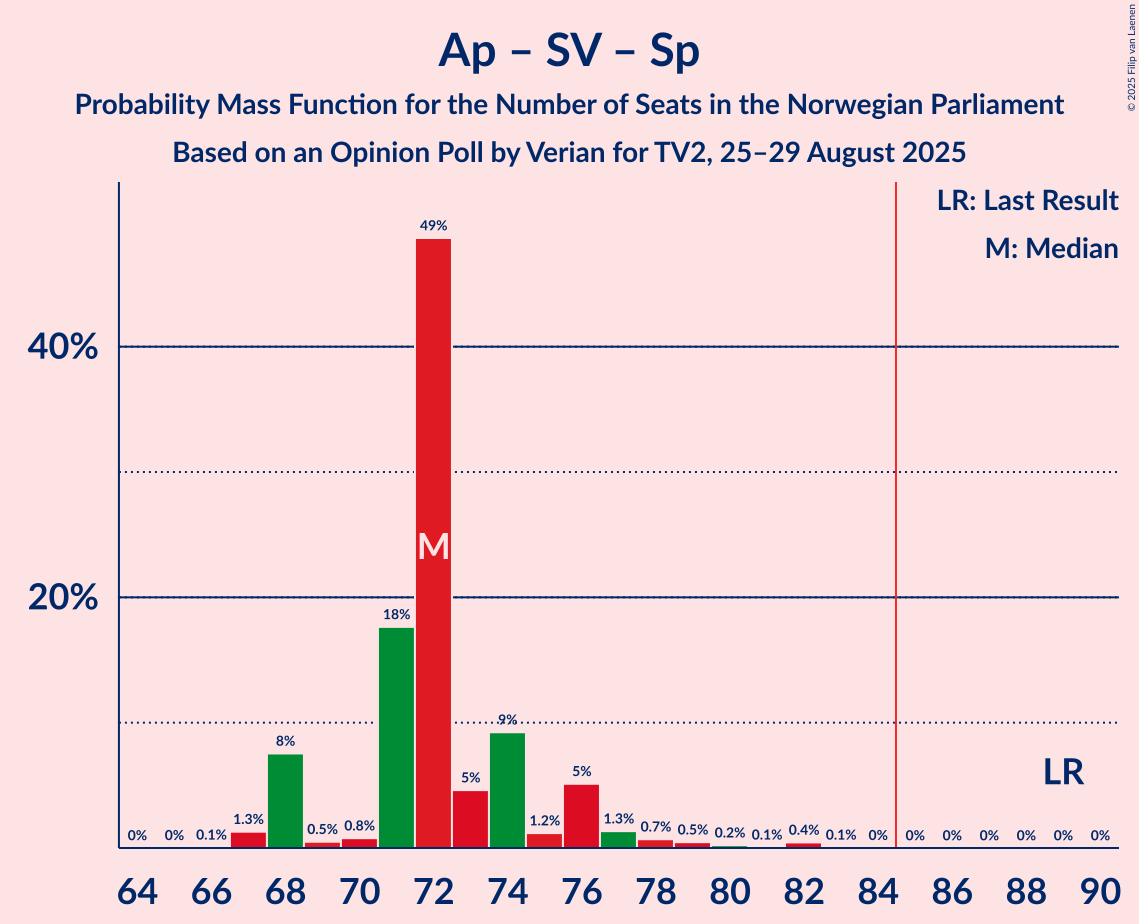 Ap – SV – Sp
Probability Mass Function for the Number of Seats in the Norwegian Parliament
Based on an Opinion Poll by Verian for TV2, 25–29 August 2025
© 2025 Filip van Laenen
LR: Last Result
M: Median
40%
20%
0% 0% 0.1% 1.3% 8% 0.5% 0.8% 18% 49% 5% 9% 1.2% 5% 1.3% 0.7% 0.5% 0.2% 0.1% 0.4% 0.1% 0% 0% 0% 0% 0% 0% 0%
M
LR
64 66 68 70 72 74 76 78 80 82 84 86 88 90